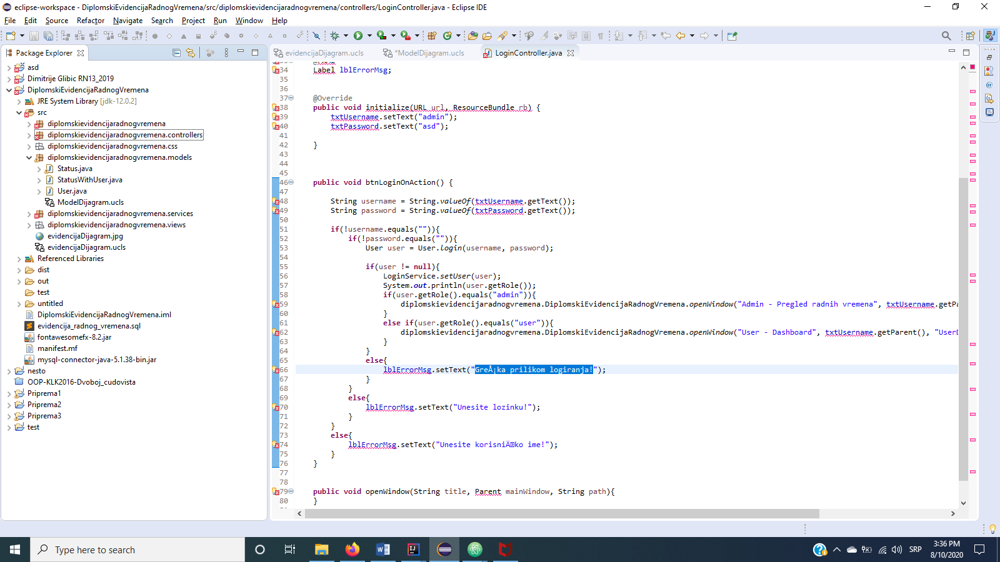 eclipse-workspace - DiplomskiEvidencijaRadnogVremena/src/diplomskievidencijaradnogvremena/controllers/LoginController.java - Eclipse IDE
File Edit Source Refactor Navigate Search Project Run Window Help
Package Explorer
evidencijaDijagram.ucls *ModelDijagram.ucls LoginController.java
asd
Dimitrije Glibic RN13_2019
DiplomskiEvidencijaRadnogVremena
JRE System Library [jdk-12.0.2]
src
diplomskievidencijaradnogvremena
diplomskievidencijaradnogvremena.controllers
diplomskievidencijaradnogvremena.css
diplomskievidencijaradnogvremena.models
Status.java
StatusWithUser.java
User.java
ModelDijagram.ucls
diplomskievidencijaradnogvremena.services
diplomskievidencijaradnogvremena.views
evidencijaDijagram.jpg
evidencijaDijagram.ucls
Referenced Libraries
dist
out
test
untitled
DiplomskiEvidencijaRadnogVremena.iml
evidencija_radnog_vremena.sql
fontawesomefx-8.2.jar
manifest.mf
mysql-connector-java-5.1.38-bin.jar
nesto
OOP-KLK2016-Dvoboj_cudovista
Priprema1
Priprema2
Priprema3
test
34 Label lblErrorMsg;
35
36
37 @Override
38 public void initialize(URL url, ResourceBundle rb) {
39 txtUsername.setText("admin");
40 txtPassword.setText("asd");
41
42 }
43
44
45
46 public void btnLoginOnAction() {
47
48 String username = String.valueOf(txtUsername.getText());
49 String password = String.valueOf(txtPassword.getText());
50
51 if(!username.equals("")){
52 if(!password.equals("")){
53 User user = User.login(username, password);
54
55 if(user != null){
56 LoginService.setUser(user);
57 System.out.println(user.getRole());
58 if(user.getRole().equals("admin")){
59 diplomskievidencijaradnogvremena.DiplomskiEvidencijaRadnogVremena.openWindow("Admin - Pregled radnih vremena", txtUsername.getPa
60 }
61 else if(user.getRole().equals("user")){
62 diplomskievidencijaradnogvremena.DiplomskiEvidencijaRadnogVremena.openWindow("User - Dashboard", txtUsername.getParent(), "UserD
63 }
64 }
65 else{
66 lblErrorMsg.setText("GreÅ¡ka prilikom logiranja!");
67 }
68 }
69 else{
70 lblErrorMsg.setText("Unesite lozinku!");
71 }
72 }
73 else{
74 lblErrorMsg.setText("Unesite korisniÄko ime!");
75 }
76 }
77
78
79 public void openWindow(String title, Parent mainWindow, String path){
80 }
Type here to search
SRP
3:36 PM
8/10/2020